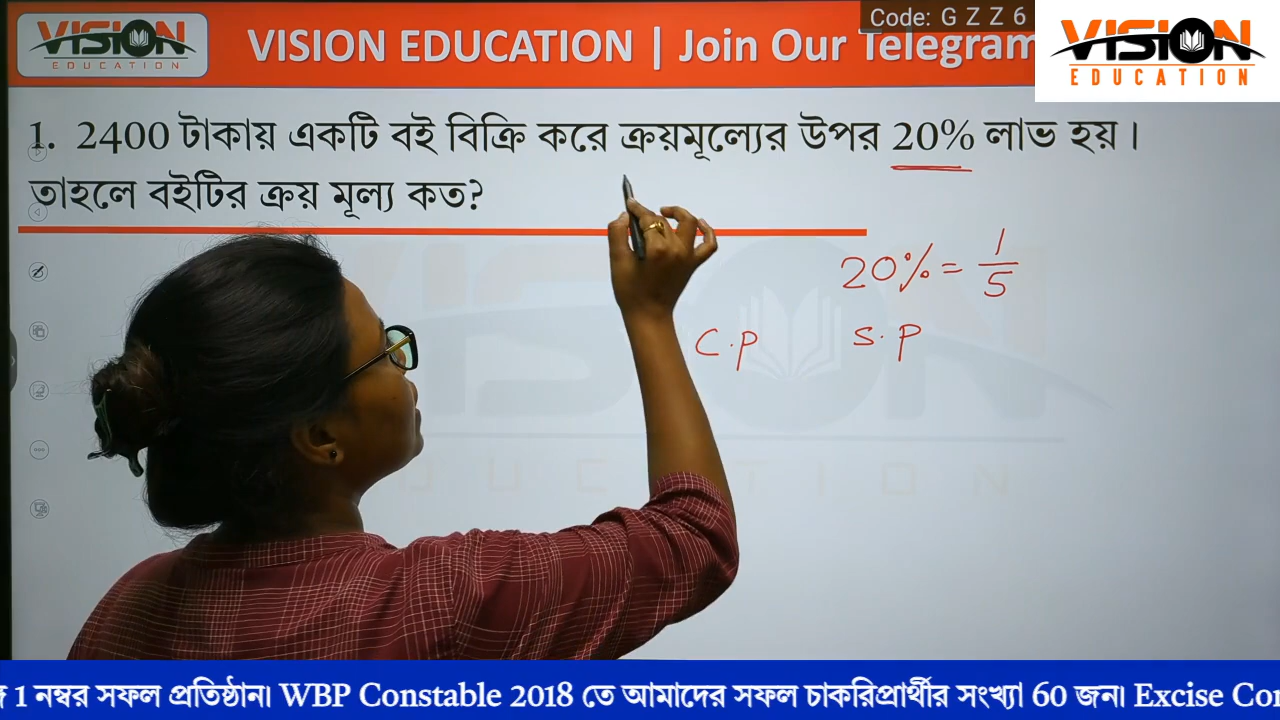 VISION
EDUCATION
VISION EDUCATION | Join Our Telegram
Code: G Z Z 6
VISION
EDUCATION
1. 2400 টাকায় একটি বই বিক্রি করে ক্রয়মূল্যের উপর 20% লাভ হয়।
তাহলে বইটির ক্রয় মূল্য কত?
20% = 1/5
C.P S.P
EDUCATION
1 নম্বর সফল প্রতিষ্ঠান। WBP Constable 2018 তে আমাদের সফল চাকরিপ্রার্থীর সংখ্যা 60 জন। Excise